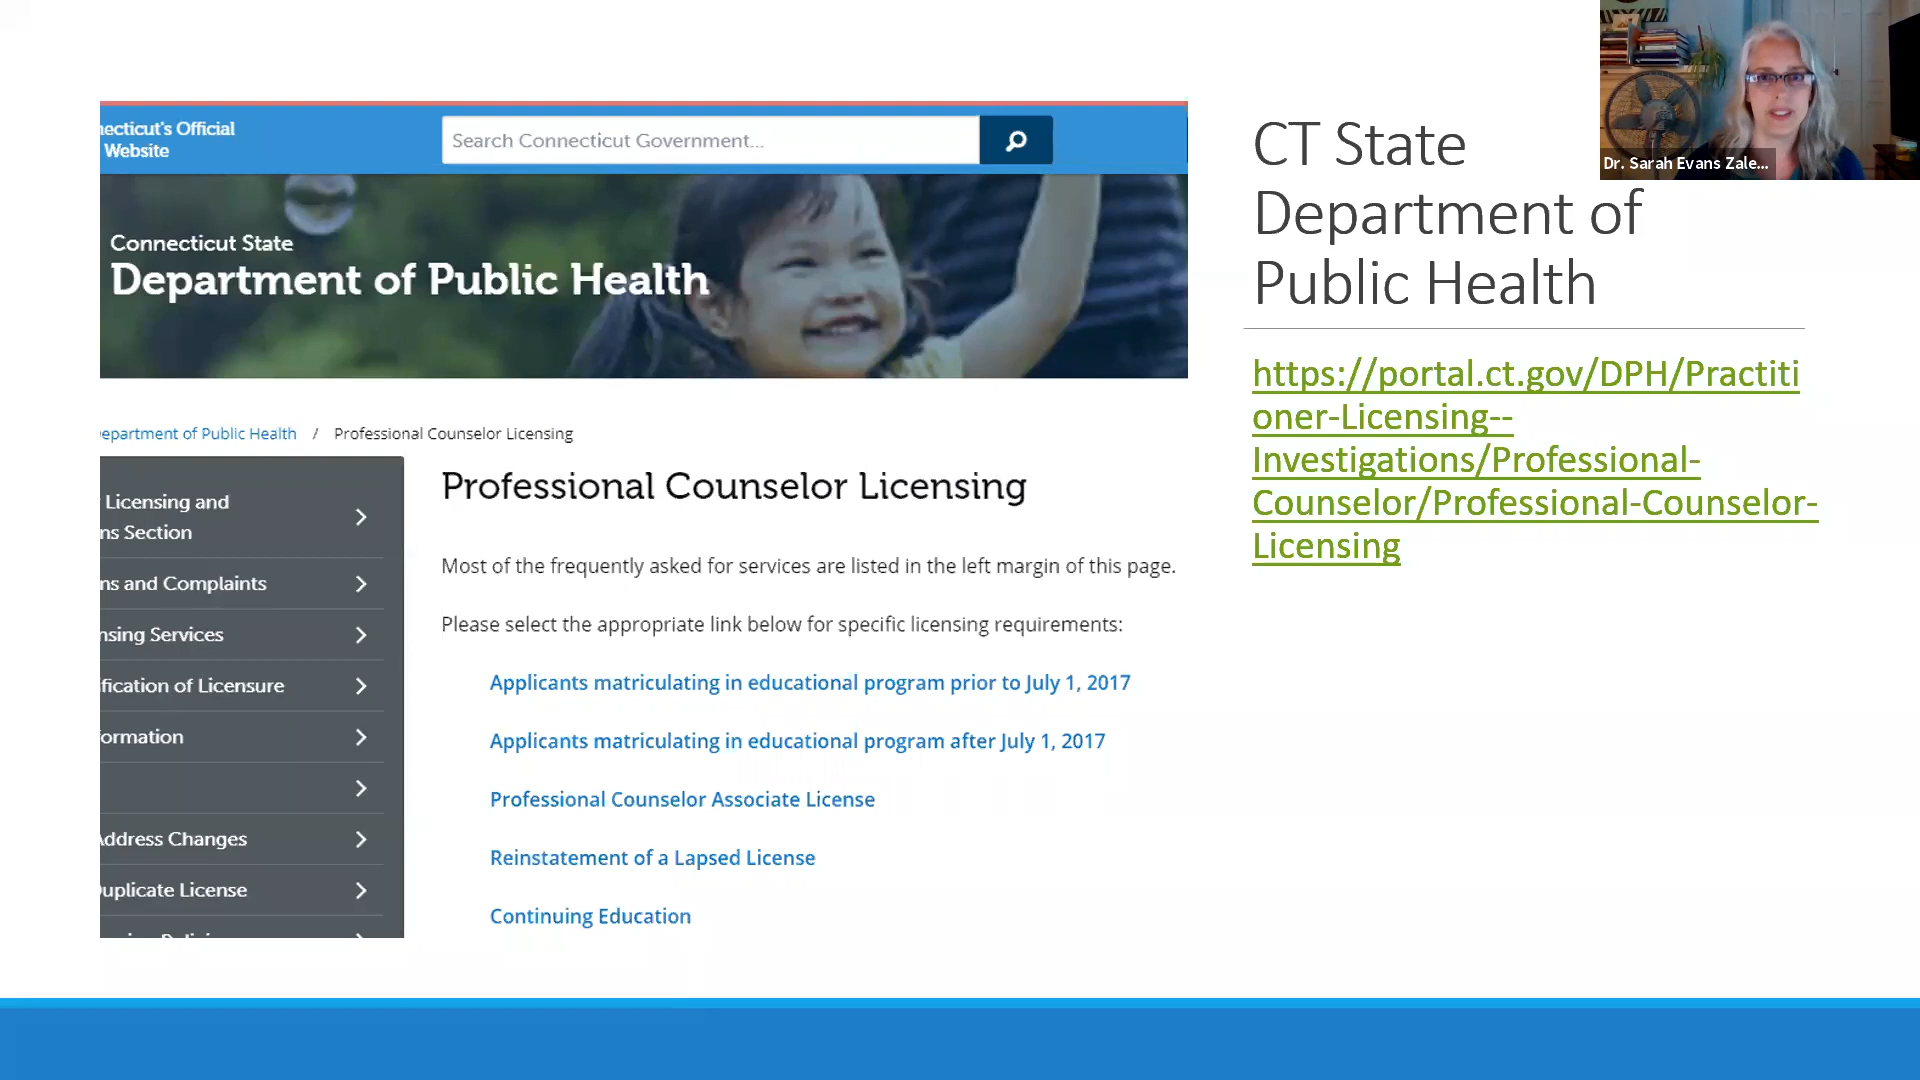 necticut's Official
Website
Search Connecticut Government...
Connecticut State
Department of Public Health
epartment of Public Health / Professional Counselor Licensing
Licensing and
ns Section
ns and Complaints
nsing Services
fication of Licensure
ormation
Address Changes
Duplicate License
Professional Counselor Licensing
Most of the frequently asked for services are listed in the left margin of this page.
Please select the appropriate link below for specific licensing requirements:
Applicants matriculating in educational program prior to July 1, 2017
Applicants matriculating in educational program after July 1, 2017
Professional Counselor Associate License
Reinstatement of a Lapsed License
Continuing Education
CT State
Department of
Public Health
https://portal.ct.gov/DPH/Practiti
oner-Licensing--
Investigations/Professional-
Counselor/Professional-Counselor-
Licensing
Dr. Sarah Evans Zale...